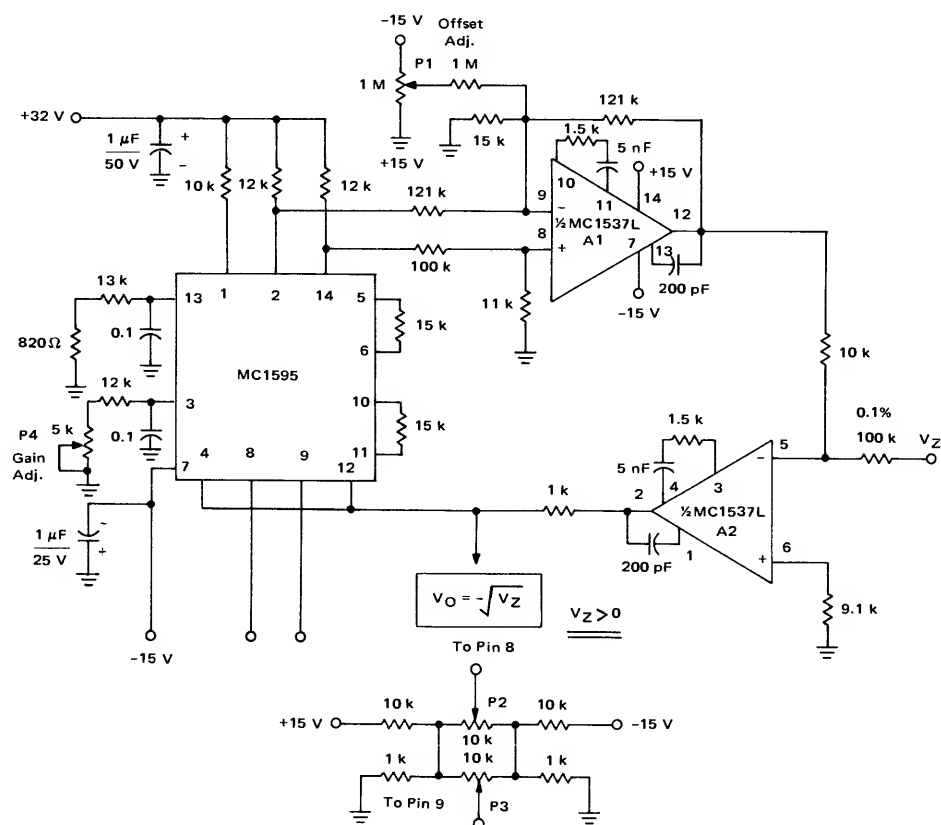 -15 V
Offset
Adj.
P1
1 M
1 M
+32 V
1 µF
50 V
+
-
10 k
12 k
12 k
15 k
+15 V
121 k
1.5 k
5 nF
+15 V
10
11
14
121 k
9
-
½MC1537L
A1
12
8
+
7
13
200 pF
100 k
11 k
-15 V
10 k
13 k
820Ω
0.1
13
1
2
14
5
15 k
6
MC1595
12 k
3
10
15 k
11
P4
5 k
Gain
Adj.
0.1
7
4
8
9
12
1 µF
25 V
-
+
-15 V
1 k
1.5 k
5 nF
4
3
2
½MC1537L
A2
1
200 pF
5
-
6
+
0.1%
100 k
VZ
9.1 k
VO = -√VZ
VZ > 0
To Pin 8
P2
+15 V
10 k
10 k
10 k
-15 V
1 k
10 k
1 k
To Pin 9
P3